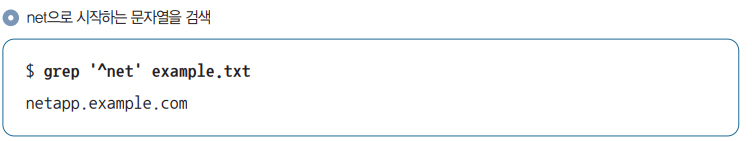 net으로 시작하는 문자열을 검색
$ grep '^net' example.txt
netapp.example.com